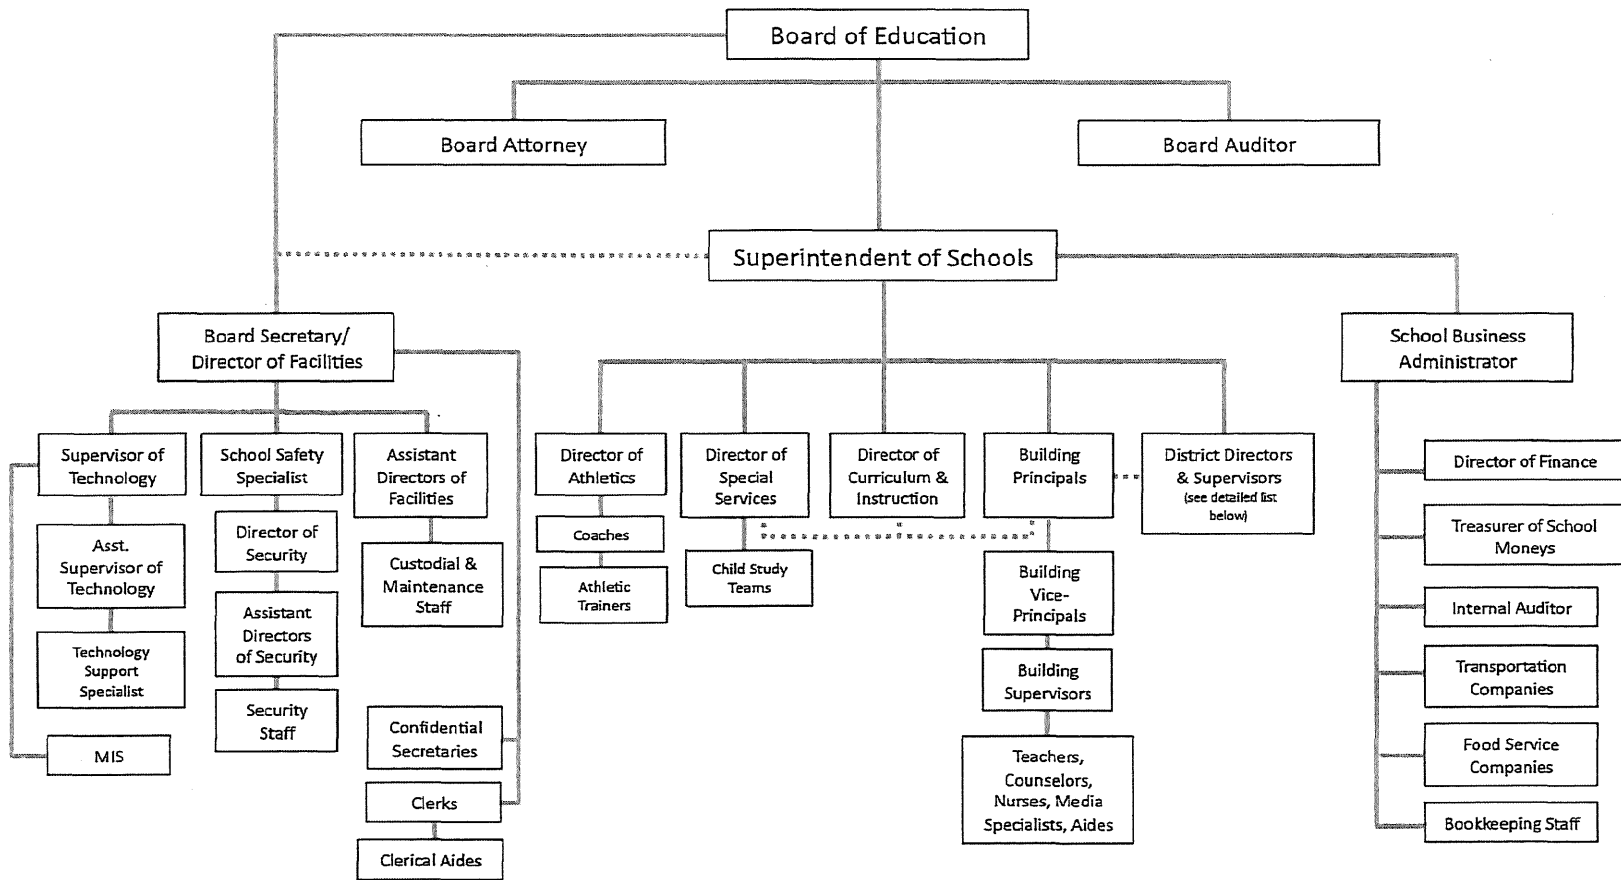 Board of Education
Board Attorney
Board Auditor
Superintendent of Schools
Board Secretary/
Director of Facilities
School Business
Administrator
Supervisor of
Technology
School Safety
Specialist
Assistant
Directors of
Facilities
Director of
Athletics
Director of
Special
Services
Director of
Curriculum &
Instruction
Building
Principals
District Directors
& Supervisors
(see detailed list
below)
Director of Finance
Asst.
Supervisor of
Technology
Director of
Security
Custodial &
Maintenance
Staff
Coaches
Athletic
Trainers
Child Study
Teams
Building
Vice-
Principals
Treasurer of School
Moneys
Internal Auditor
Technology
Support
Specialist
Assistant
Directors
of Security
Building
Supervisors
Transportation
Companies
MIS
Security
Staff
Confidential
Secretaries
Clerks
Clerical Aides
Teachers,
Counselors,
Nurses, Media
Specialists, Aides
Food Service
Companies
Bookkeeping Staff